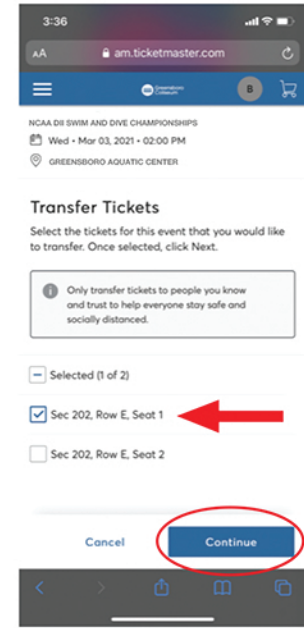 3:36
AA am.ticketmaster.com
Greensboro
Coliseum
B
NCAA DII SWIM AND DIVE CHAMPIONSHIPS
Wed • Mar 03, 2021 • 02:00 PM
GREENSBORO AQUATIC CENTER
Transfer Tickets
Select the tickets for this event that you would like
to transfer. Once selected, click Next.
Only transfer tickets to people you know
and trust to help everyone stay safe and
socially distanced.
Selected (1 of 2)
Sec 202, Row E, Seat 1
Sec 202, Row E, Seat 2
Cancel
Continue